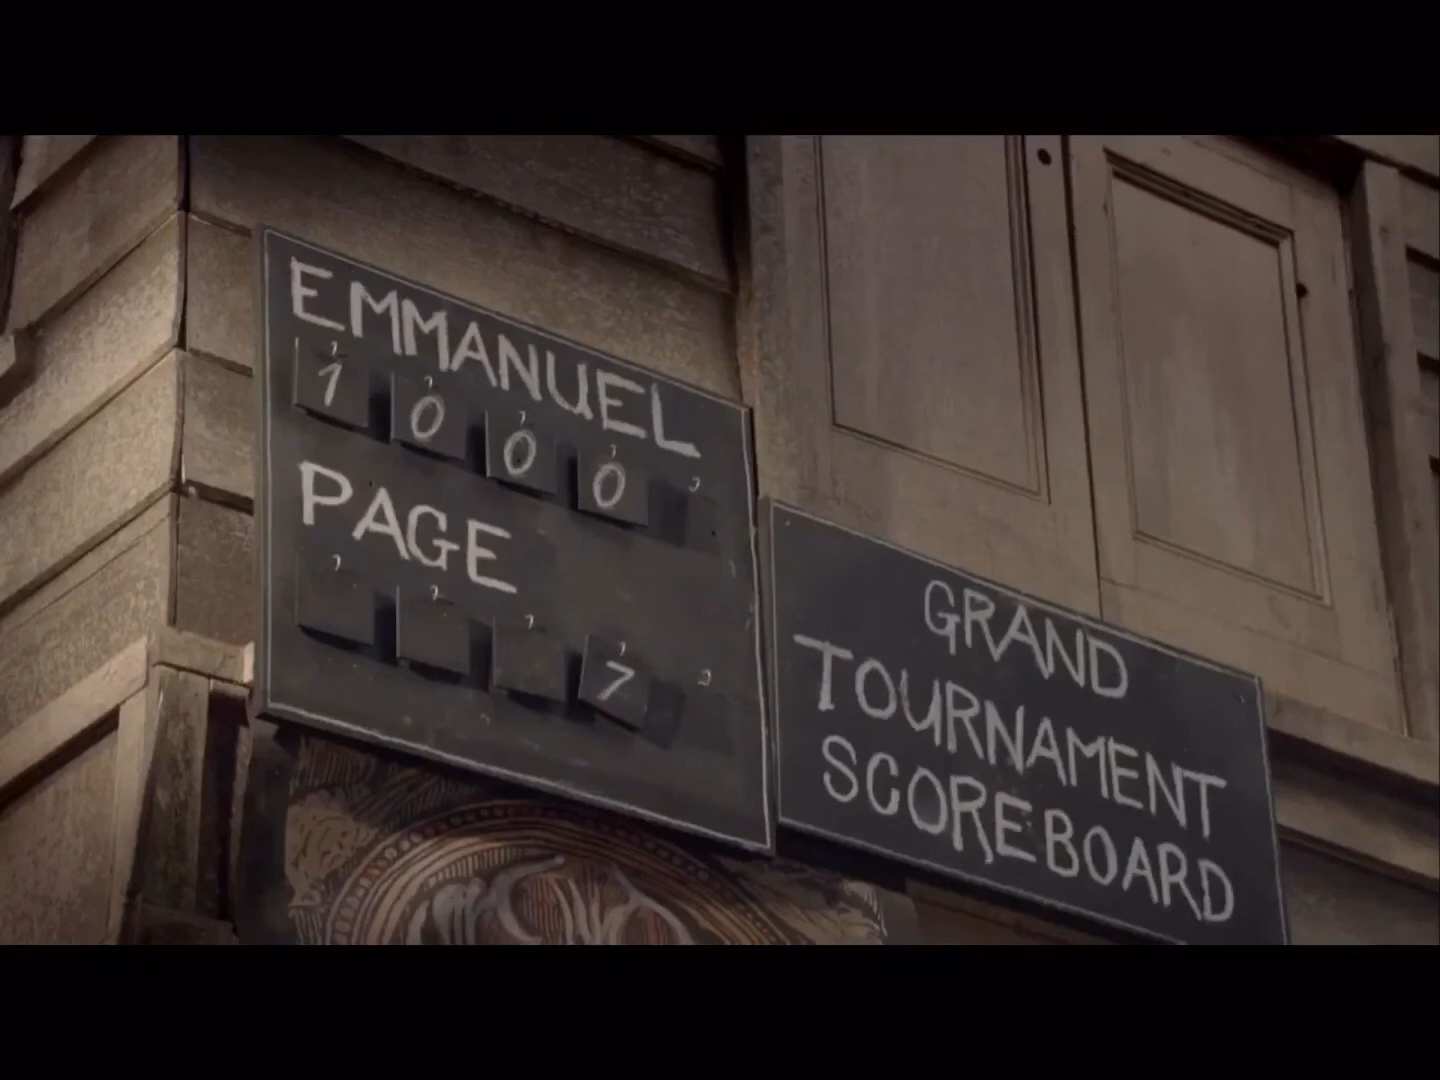 EMMANUEL
1000
PAGE
7
GRAND
TOURNAMENT
SCOREBOARD